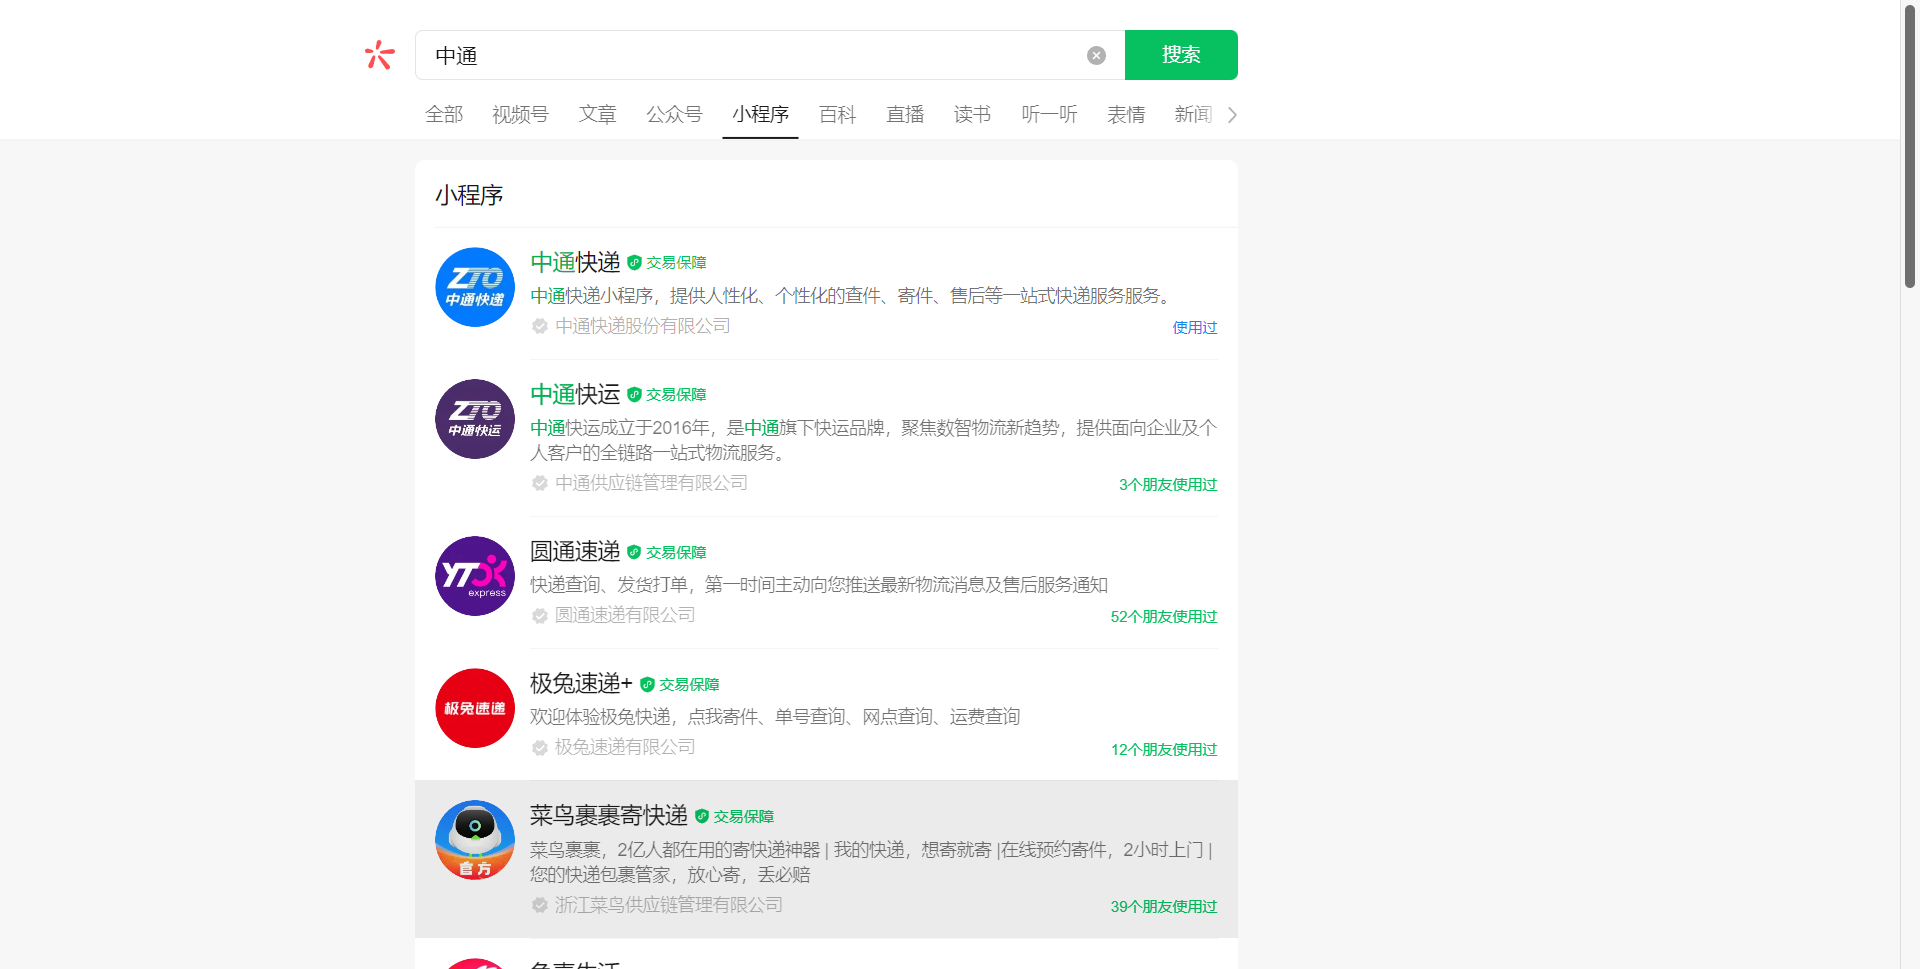 中通
搜索
全部 视频号 文章 公众号 小程序 百科 直播 读书 听一听 表情 新闻
小程序
ZTO
中通快递
中通快递 交易保障
中通快递小程序，提供人性化、个性化的查件、寄件、售后等一站式快递服务服务。
中通快递股份有限公司
使用过
ZTO
中通快运
中通快运 交易保障
中通快运成立于2016年，是中通旗下快运品牌，聚焦数智物流新趋势，提供面向企业及个
人客户的全链路一站式物流服务。
中通供应链管理有限公司
3个朋友使用过
YTO
express
圆通速递 交易保障
快递查询、发货打单，第一时间主动向您推送最新物流消息及售后服务通知
圆通速递有限公司
52个朋友使用过
极兔速递
极兔速递+ 交易保障
欢迎体验极兔快递，点我寄件、单号查询、网点查询、运费查询
极兔速递有限公司
12个朋友使用过
官方
菜鸟裹裹寄快递 交易保障
菜鸟裹裹，2亿人都在用的寄快递神器 | 我的快递，想寄就寄 |在线预约寄件，2小时上门 |
您的快递包裹管家，放心寄，丢必赔
浙江菜鸟供应链管理有限公司
39个朋友使用过